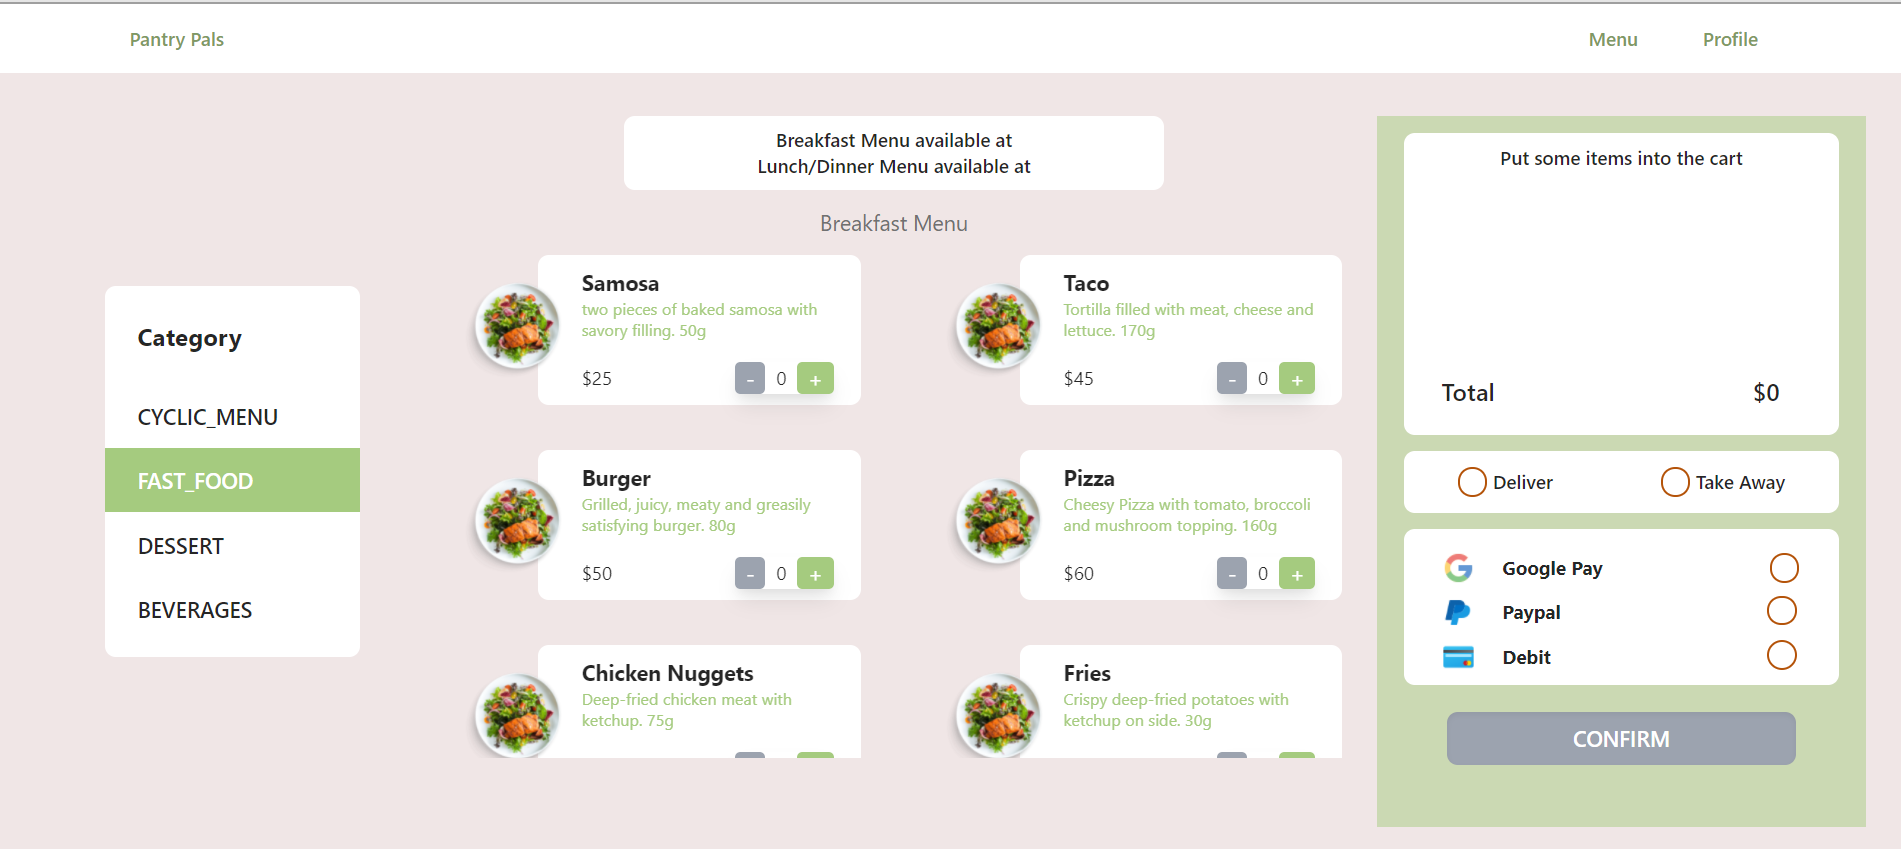 Pantry Pals
Menu
Profile
Breakfast Menu available at
Lunch/Dinner Menu available at
Breakfast Menu
Category
CYCLIC_MENU
FAST_FOOD
DESSERT
BEVERAGES
Samosa
two pieces of baked samosa with
savory filling. 50g
$25
- 0 +
Taco
Tortilla filled with meat, cheese and
lettuce. 170g
$45
- 0 +
Burger
Grilled, juicy, meaty and greasily
satisfying burger. 80g
$50
- 0 +
Pizza
Cheesy Pizza with tomato, broccoli
and mushroom topping. 160g
$60
- 0 +
Chicken Nuggets
Deep-fried chicken meat with
ketchup. 75g
Fries
Crispy deep-fried potatoes with
ketchup on side. 30g
Put some items into the cart
Total $0
Deliver
Take Away
Google Pay
Paypal
Debit
CONFIRM